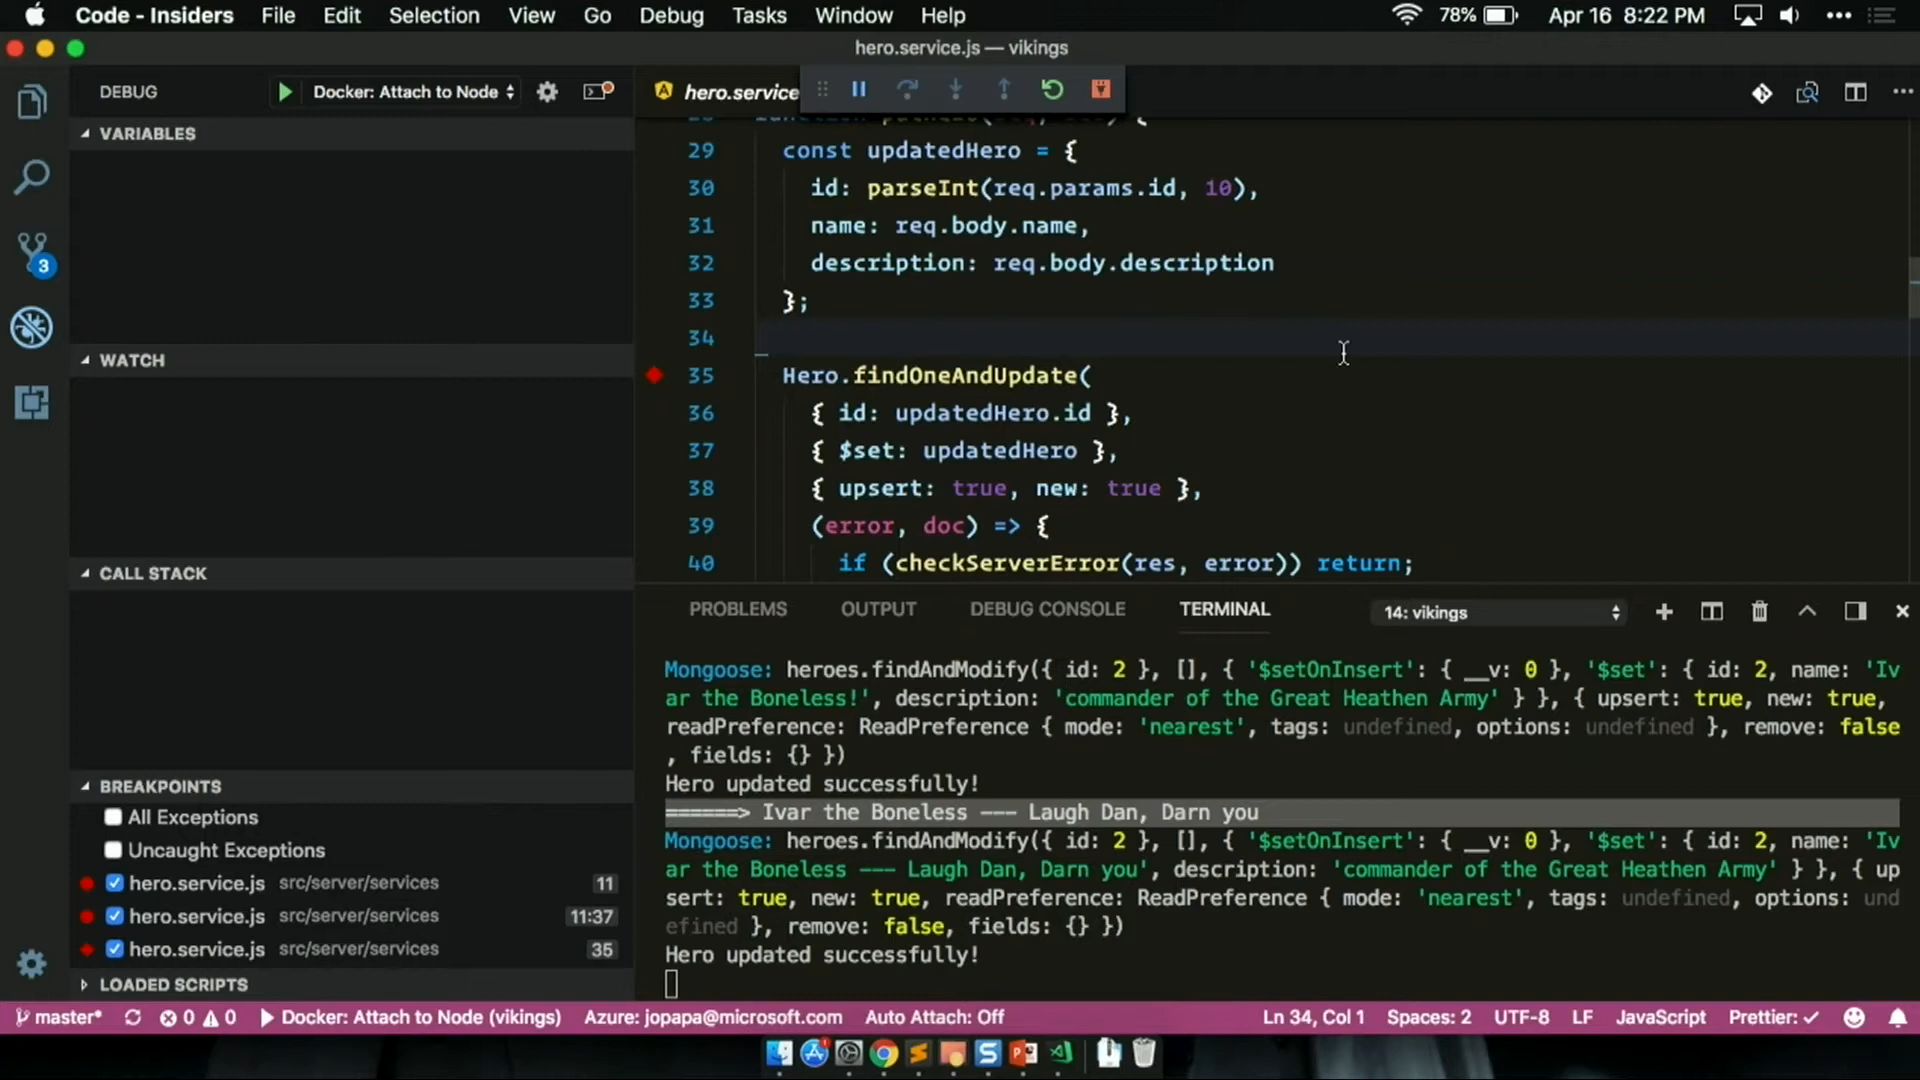 Code - Insiders File Edit Selection View Go Debug Tasks Window Help 78% Apr 16 8:22 PM
hero.service.js — vikings
DEBUG Docker: Attach to Node
hero.service
VARIABLES
WATCH
CALL STACK
BREAKPOINTS
All Exceptions
Uncaught Exceptions
hero.service.js src/server/services 11
hero.service.js src/server/services 11:37
hero.service.js src/server/services 35
LOADED SCRIPTS
3
29 const updatedHero = {
30 id: parseInt(req.params.id, 10),
31 name: req.body.name,
32 description: req.body.description
33 };
34
35 Hero.findOneAndUpdate(
36 { id: updatedHero.id },
37 { $set: updatedHero },
38 { upsert: true, new: true },
39 (error, doc) => {
40 if (checkServerError(res, error)) return;
PROBLEMS OUTPUT DEBUG CONSOLE TERMINAL 14: vikings
Mongoose: heroes.findAndModify({ id: 2 }, [], { '$setOnInsert': { __v: 0 }, '$set': { id: 2, name: 'Iv
ar the Boneless!', description: 'commander of the Great Heathen Army' } }, { upsert: true, new: true,
readPreference: ReadPreference { mode: 'nearest', tags: undefined, options: undefined }, remove: false
, fields: {} })
Hero updated successfully!
======> Ivar the Boneless --- Laugh Dan, Darn you
Mongoose: heroes.findAndModify({ id: 2 }, [], { '$setOnInsert': { __v: 0 }, '$set': { id: 2, name: 'Iv
ar the Boneless --- Laugh Dan, Darn you', description: 'commander of the Great Heathen Army' } }, { up
sert: true, new: true, readPreference: ReadPreference { mode: 'nearest', tags: undefined, options: und
efined }, remove: false, fields: {} })
Hero updated successfully!
master* 0 0 Docker: Attach to Node (vikings) Azure: jopapa@microsoft.com Auto Attach: Off Ln 34, Col 1 Spaces: 2 UTF-8 LF JavaScript Prettier: ✓